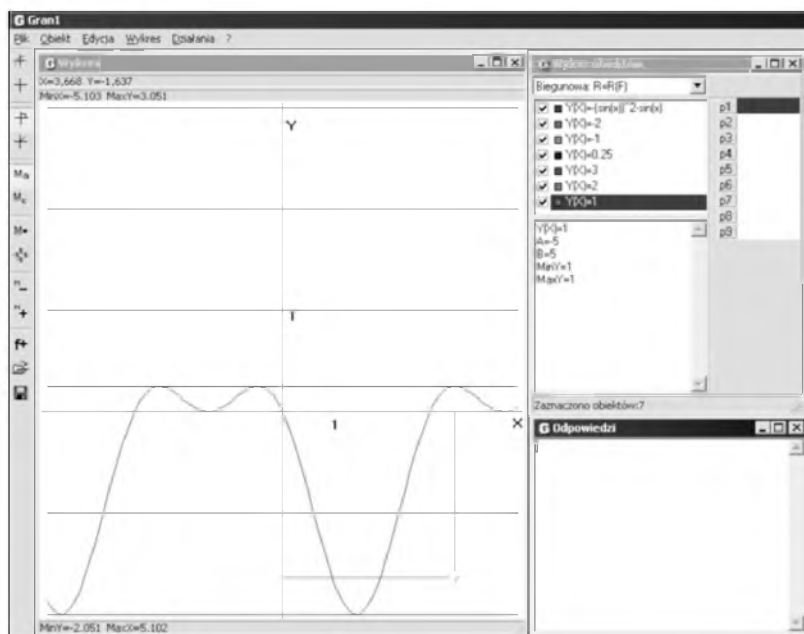 G Gran1
Plik Obiekt Edycja Wykres Działania ?
G Wykres
X=3,668 Y=-1,637
MinX=-5.103 MaxY=3.051
Y
1
X
MinY=-2.051 MaxX=5.102
Biegunowa: R=R(F)
Y(X)=-(sin(x))^2-sin(x)
Y(X)=-2
Y(X)=-1
Y(X)=0.25
Y(X)=3
Y(X)=2
Y(X)=1
p1
p2
p3
p4
p5
p6
p7
p8
p9
Y(X)=1
A=-5
B=5
MinY=1
MaxY=1
Zaznaczono obiektów:7
G Odpowiedzi